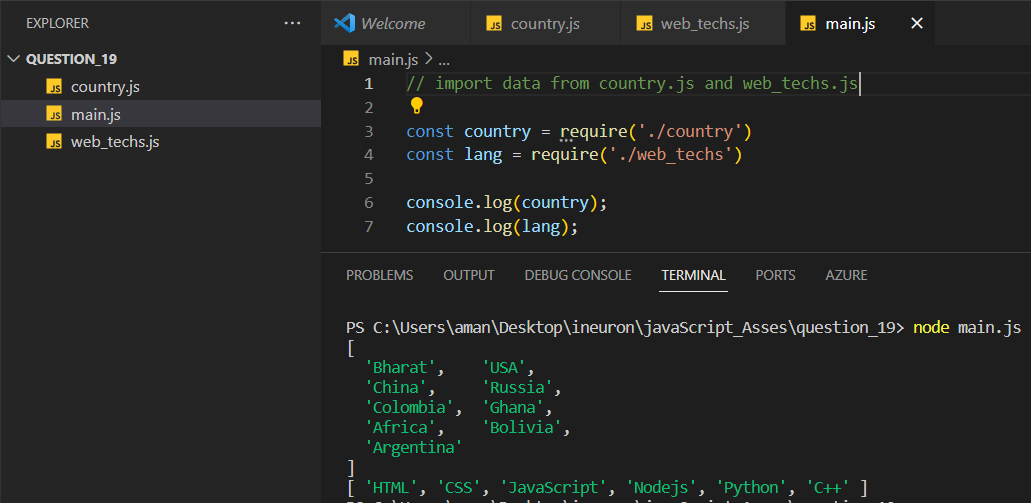 EXPLORER ...
QUESTION_19
JS country.js
JS main.js
JS web_techs.js
Welcome JS country.js JS web_techs.js JS main.js
JS main.js > ...
1 // import data from country.js and web_techs.js
2
3 const country = require('./country')
4 const lang = require('./web_techs')
5
6 console.log(country);
7 console.log(lang);
PROBLEMS OUTPUT DEBUG CONSOLE TERMINAL PORTS AZURE
PS C:\Users\aman\Desktop\ineuron\javaScript_Asses\question_19> node main.js
[
'Bharat', 'USA',
'China', 'Russia',
'Colombia', 'Ghana',
'Africa', 'Bolivia',
'Argentina'
]
[ 'HTML', 'CSS', 'JavaScript', 'Nodejs', 'Python', 'C++' ]